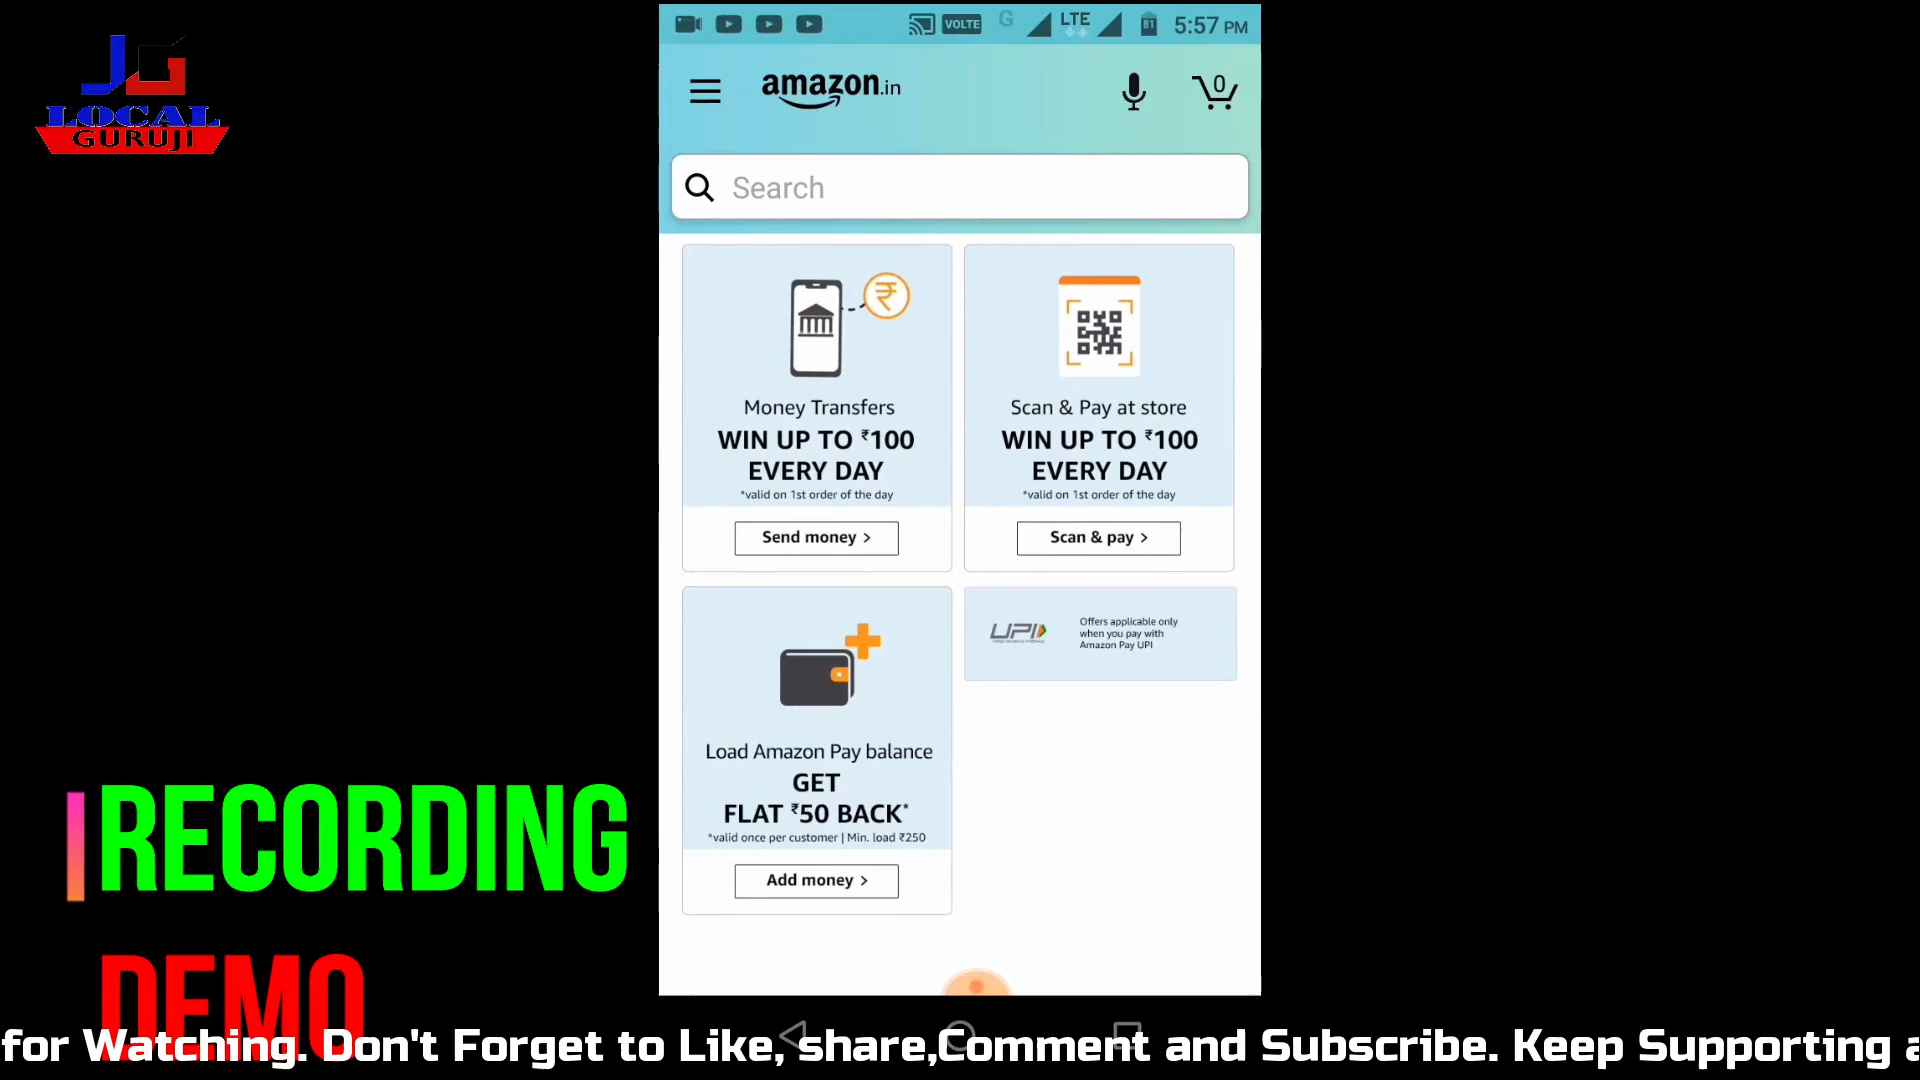 JG
LOCAL
GURUJI
VOLTE
G
LTE
81
5:57 PM
amazon.in
0
Search
Money Transfers
WIN UP TO ₹100
EVERY DAY
*valid on 1st order of the day
Send money >
Scan & Pay at store
WIN UP TO ₹100
EVERY DAY
*valid on 1st order of the day
Scan & pay >
Load Amazon Pay balance
GET
FLAT ₹50 BACK*
*valid once per customer | Min. load ₹250
Add money >
UPI
Offers applicable only
when you pay with
Amazon Pay UPI
RECORDING
DEMO
for Watching. Don't Forget to Like, share,Comment and Subscribe. Keep Supporting a